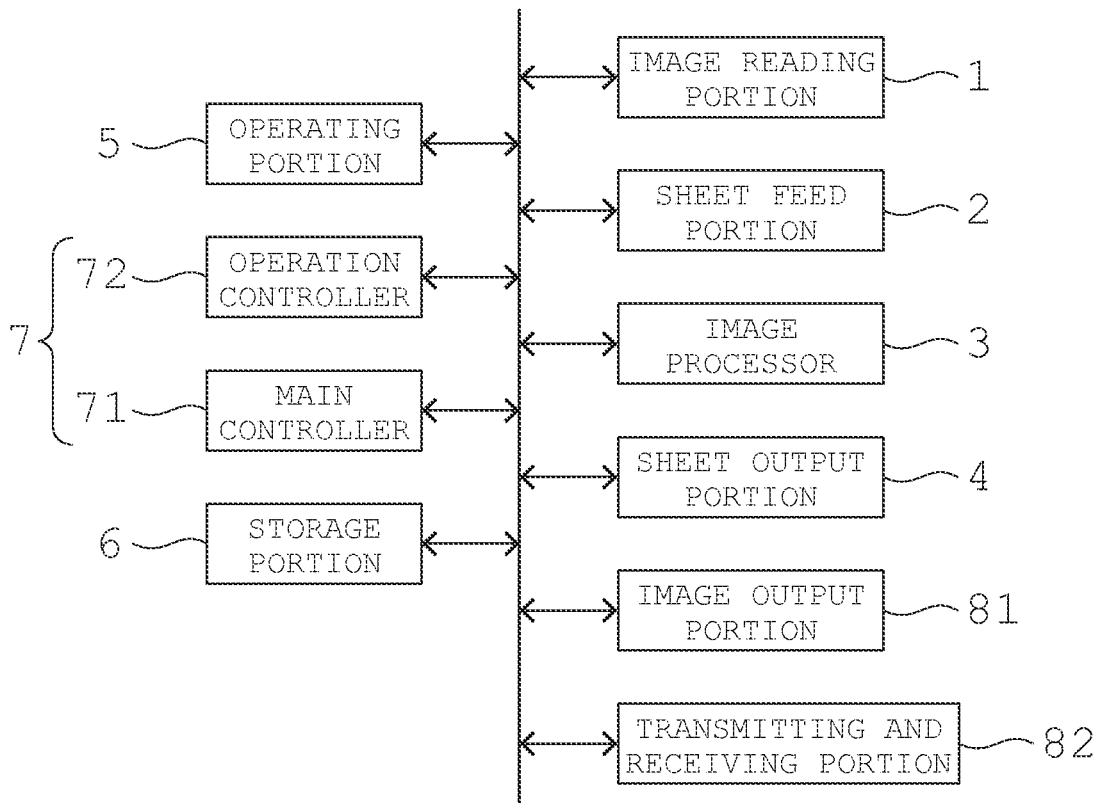 IMAGE READING
PORTION
1
OPERATING
PORTION
5
SHEET FEED
PORTION
2
7
72
OPERATION
CONTROLLER
IMAGE
PROCESSOR
3
71
MAIN
CONTROLLER
SHEET OUTPUT
PORTION
4
6
STORAGE
PORTION
IMAGE OUTPUT
PORTION
81
TRANSMITTING AND
RECEIVING PORTION
82